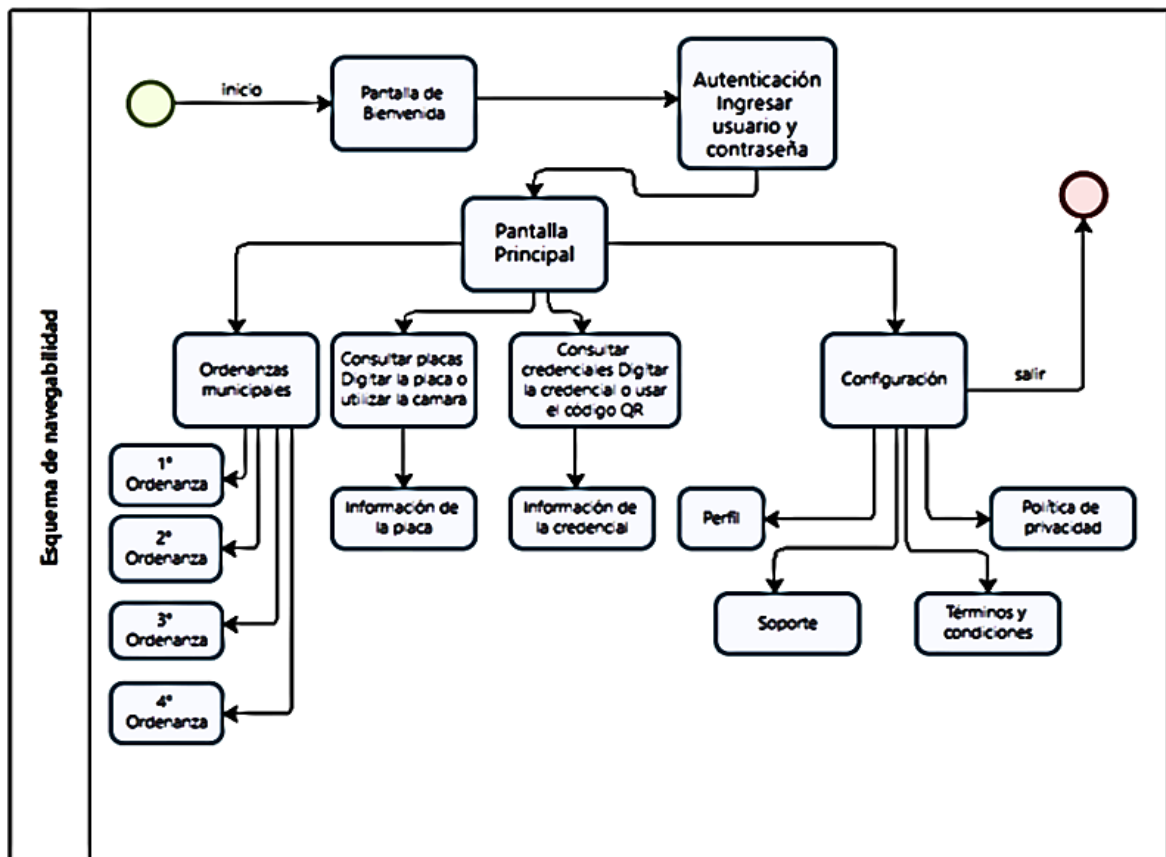 Esquema de navegabilidad
inicio
Pantalla de
Bienvenida
Autenticación
Ingresar
usuario y
contraseña
Pantalla
Principal
Ordenanzas
municipales
Consultar placas
Digitar la placa o
utilizar la camara
Consultar
credenciales Digitar
la credencial o usar
el código QR
Configuración
salir
1°
Ordenanza
2°
Ordenanza
3°
Ordenanza
4°
Ordenanza
Información de
la placa
Información de
la credencial
Perfil
Política de
privacidad
Soporte
Términos y
condiciones